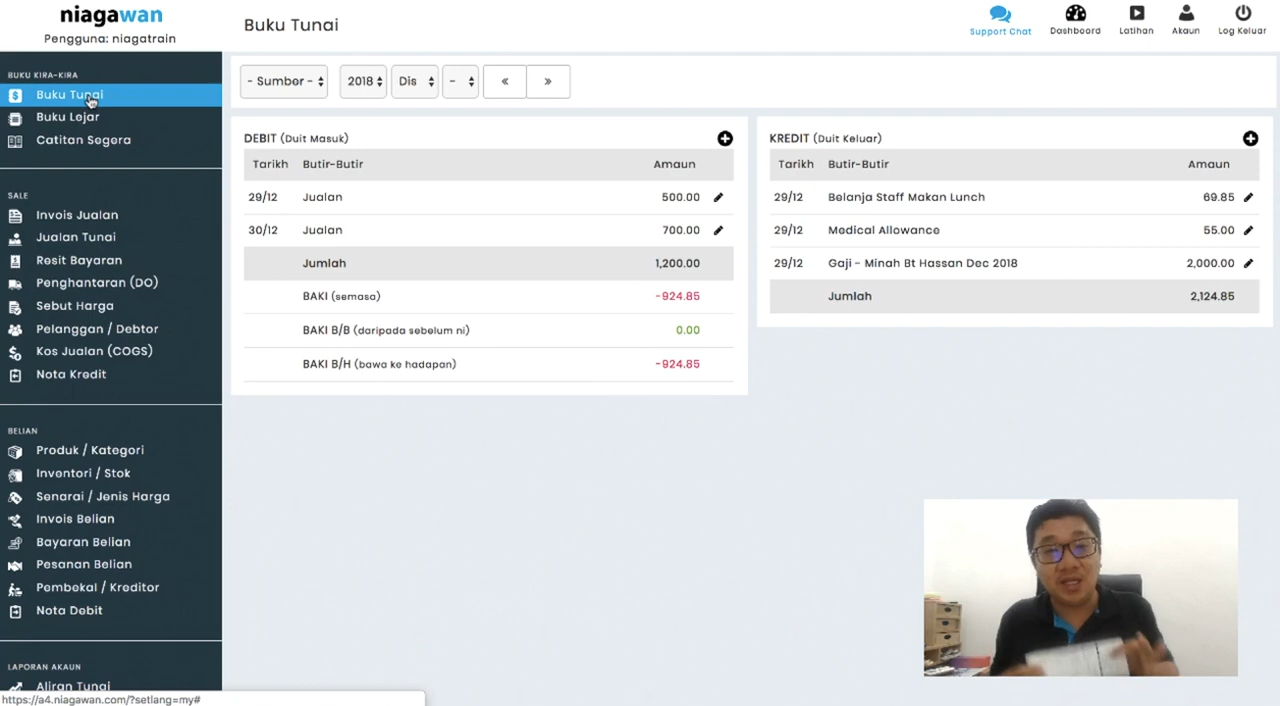 niagawan
Pengguna: niagatrain
Buku Tunai
Support Chat
Dashboard
Latihan
Akaun
Log Keluar
BUKU KIRA-KIRA
Buku Tunai
Buku Lejar
Catitan Segera
SALE
Invois Jualan
Jualan Tunai
Resit Bayaran
Penghantaran (DO)
Sebut Harga
Pelanggan / Debtor
Kos Jualan (COGS)
Nota Kredit
BELIAN
Produk / Kategori
Inventori / Stok
Senarai / Jenis Harga
Invois Belian
Bayaran Belian
Pesanan Belian
Pembekal / Kreditor
Nota Debit
LAPORAN AKAUN
Aliran Tunai
https://a4.niagawan.com/?setlang=my#
- Sumber - 2018 Dis - « »
DEBIT (Duit Masuk)
Tarikh Butir-Butir Amaun
29/12 Jualan 500.00
30/12 Jualan 700.00
Jumlah 1,200.00
BAKI (semasa) -924.85
BAKI B/B (daripada sebelum ni) 0.00
BAKI B/H (bawa ke hadapan) -924.85
KREDIT (Duit Keluar)
Tarikh Butir-Butir Amaun
29/12 Belanja Staff Makan Lunch 69.85
29/12 Medical Allowance 55.00
29/12 Gaji - Minah Bt Hassan Dec 2018 2,000.00
Jumlah 2,124.85